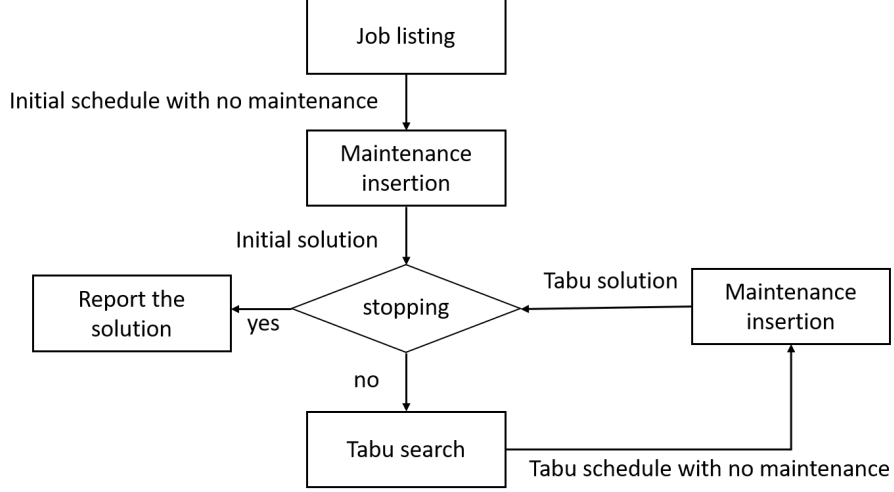 Job listing
Initial schedule with no maintenance
Maintenance
insertion
Initial solution
Report the
solution
yes
stopping
Tabu solution
Maintenance
insertion
no
Tabu search
Tabu schedule with no maintenance